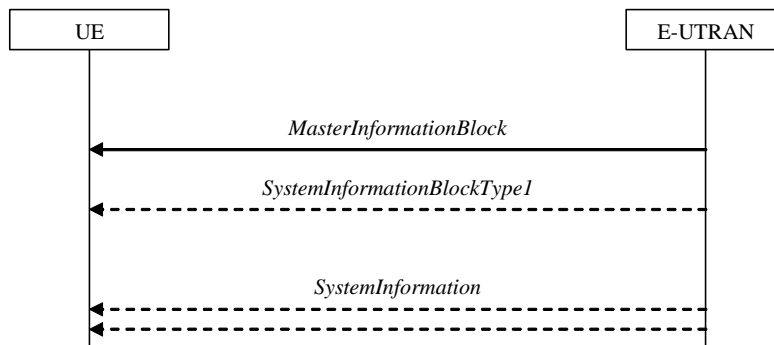 UE
E-UTRAN
MasterInformationBlock
SystemInformationBlockType1
SystemInformation